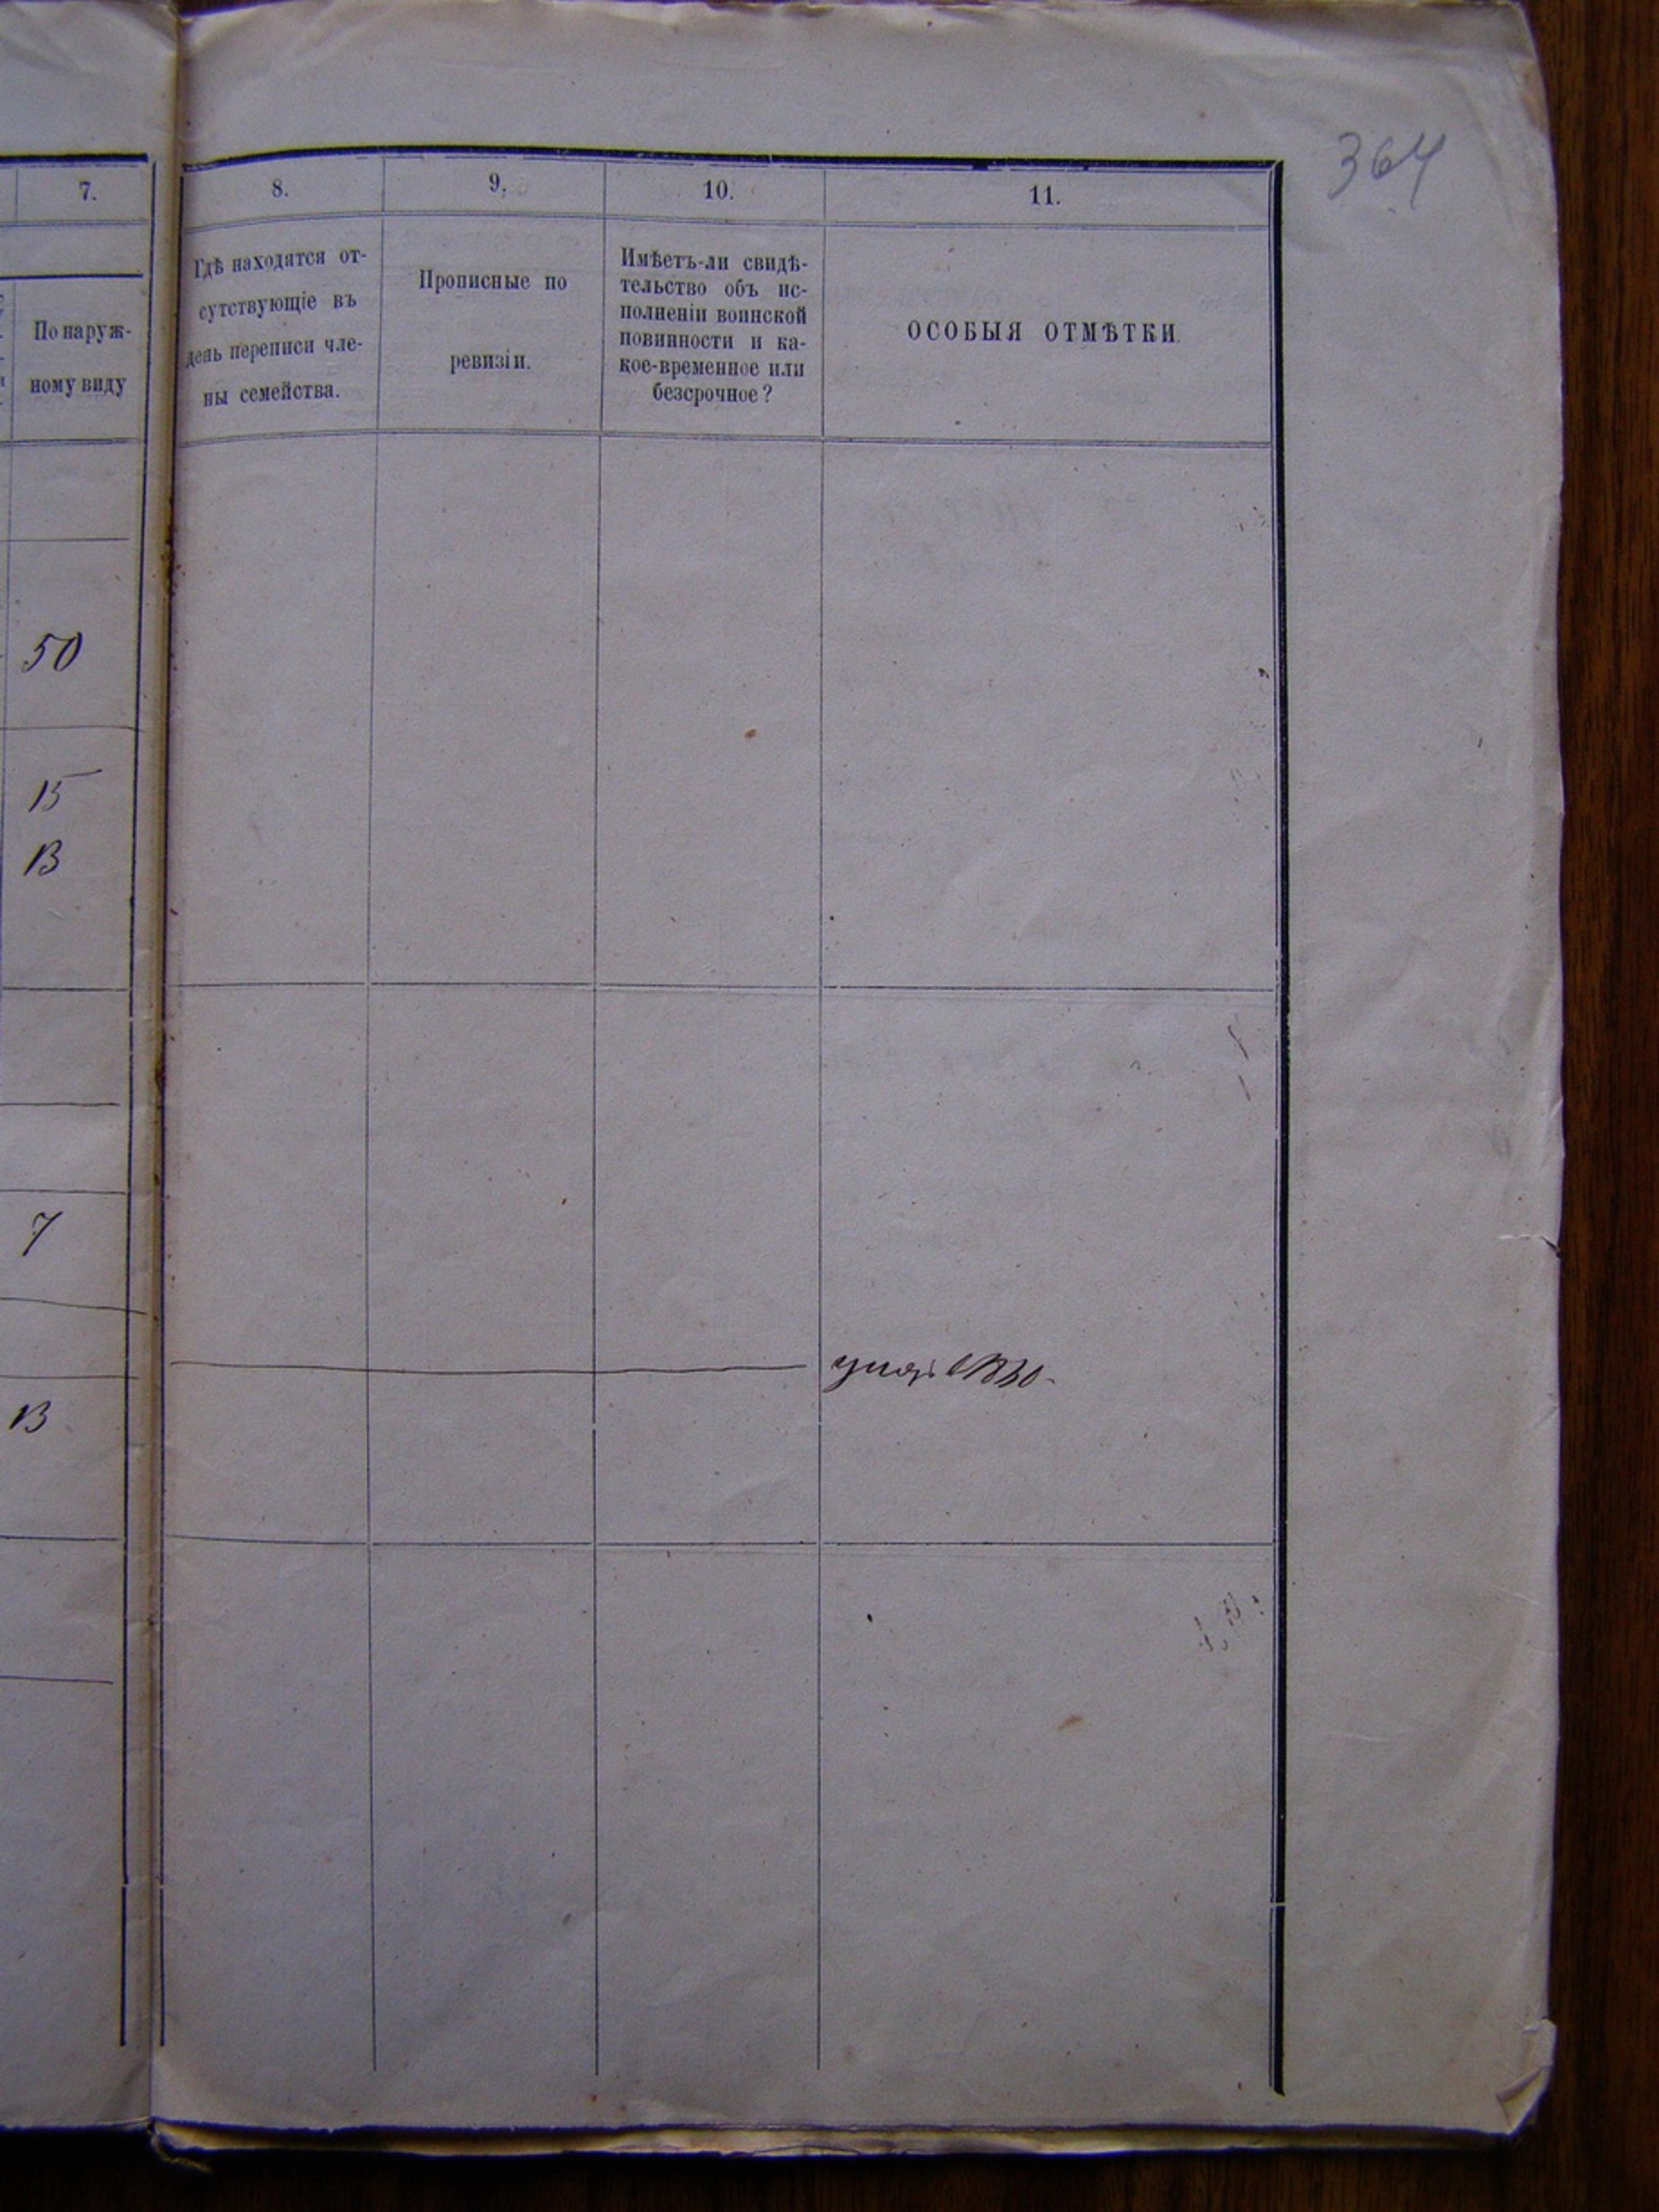 364
7.
8.
9.
10.
11.
По наруж-
ному виду
Гдѣ находятся от-
сутствующіе въ
день переписи чле-
ны семейства.
Прописные по
ревизіи.
Имѣетъ-ли свидѣ-
тельство объ ис-
полненіи воинской
повинности и ка-
кое-временное или
безсрочное?
ОСОБЫЯ ОТМѢТКИ.
50
15
13
7
13